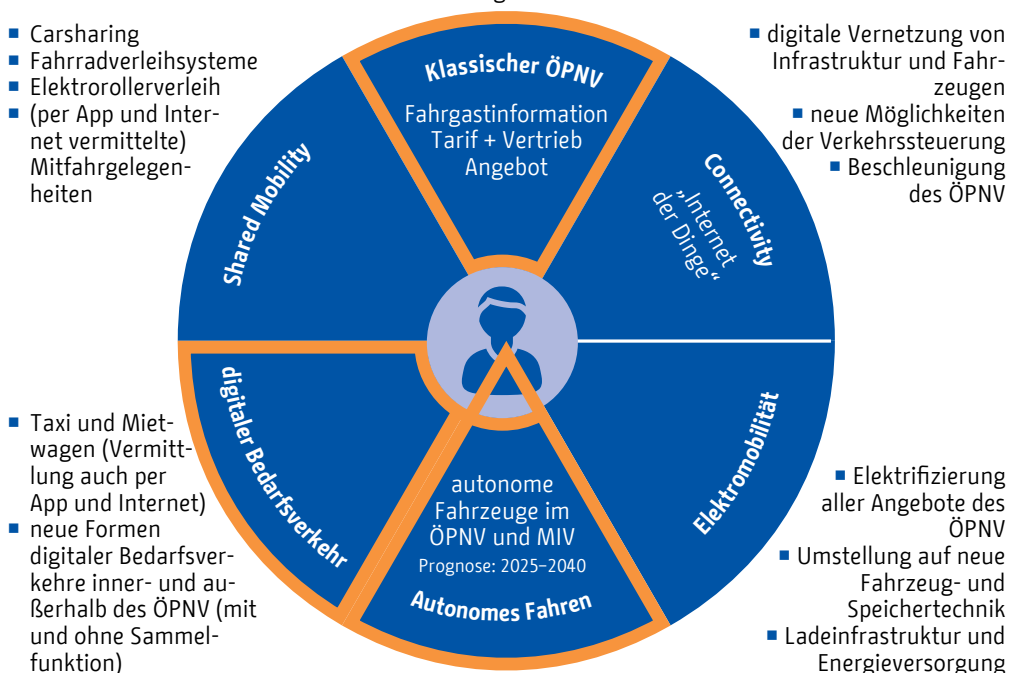 ■ Carsharing
■ Fahrradverleihsysteme
■ Elektrorollerverleih
■ (per App und Inter-
net vermittelte)
Mitfahrgelegen-
heiten
Klassischer ÖPNV
Fahrgastinformation
Tarif + Vertrieb
Angebot
■ digitale Vernetzung von
Infrastruktur und Fahr-
zeugen
■ neue Möglichkeiten
der Verkehrssteuerung
■ Beschleunigung
des ÖPNV
Shared Mobility
Connectivity
„Internet
der Dinge“
■ Taxi und Miet-
wagen (Vermitt-
lung auch per
App und Internet)
■ neue Formen
digitaler Bedarfsver-
kehre inner- und au-
ßerhalb des ÖPNV (mit
und ohne Sammel-
funktion)
digitaler Bedarfsverkehr
autonome
Fahrzeuge im
ÖPNV und MIV
Prognose: 2025–2040
Autonomes Fahren
Elektromobilität
■ Elektrifizierung
aller Angebote des
ÖPNV
■ Umstellung auf neue
Fahrzeug- und
Speichertechnik
■ Ladeinfrastruktur und
Energieversorgung